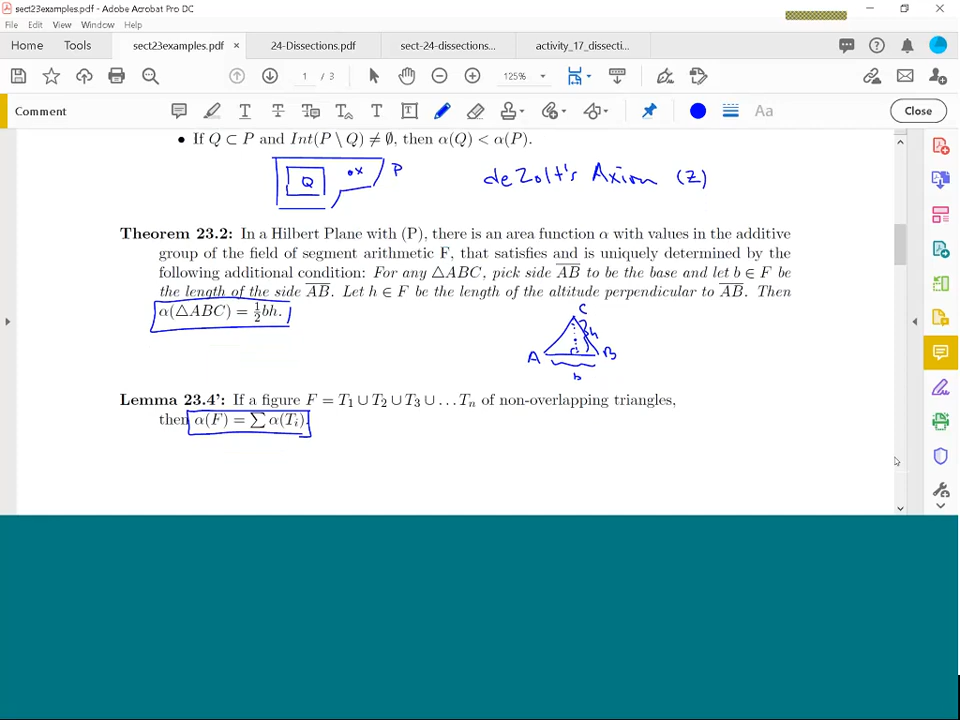 sect23examples.pdf - Adobe Acrobat Pro DC
File Edit View Window Help
Home Tools sect23examples.pdf × 24-Dissections.pdf sect-24-dissections... activity_17_dissecti...
1 / 3 125%
Comment Aa Close
• If Q ⊂ P and Int(P \ Q) ≠ ∅, then α(Q) < α(P).
Q •x P deZolt's Axiom (Z)
Theorem 23.2: In a Hilbert Plane with (P), there is an area function α with values in the additive
group of the field of segment arithmetic F, that satisfies and is uniquely determined by the
following additional condition: For any △ABC, pick side A̅B̅ to be the base and let b ∈ F be
the length of the side A̅B̅. Let h ∈ F be the length of the altitude perpendicular to A̅B̅. Then
α(△ABC) = ½bh.
C
h
A B
b
Lemma 23.4': If a figure F = T₁ ∪ T₂ ∪ T₃ ∪ ... Tₙ of non-overlapping triangles,
then α(F) = ∑ α(Tᵢ).